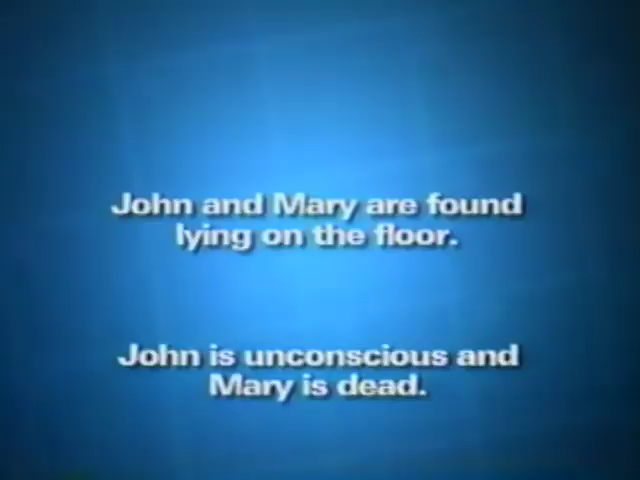 John and Mary are found
lying on the floor.
John is unconscious and
Mary is dead.